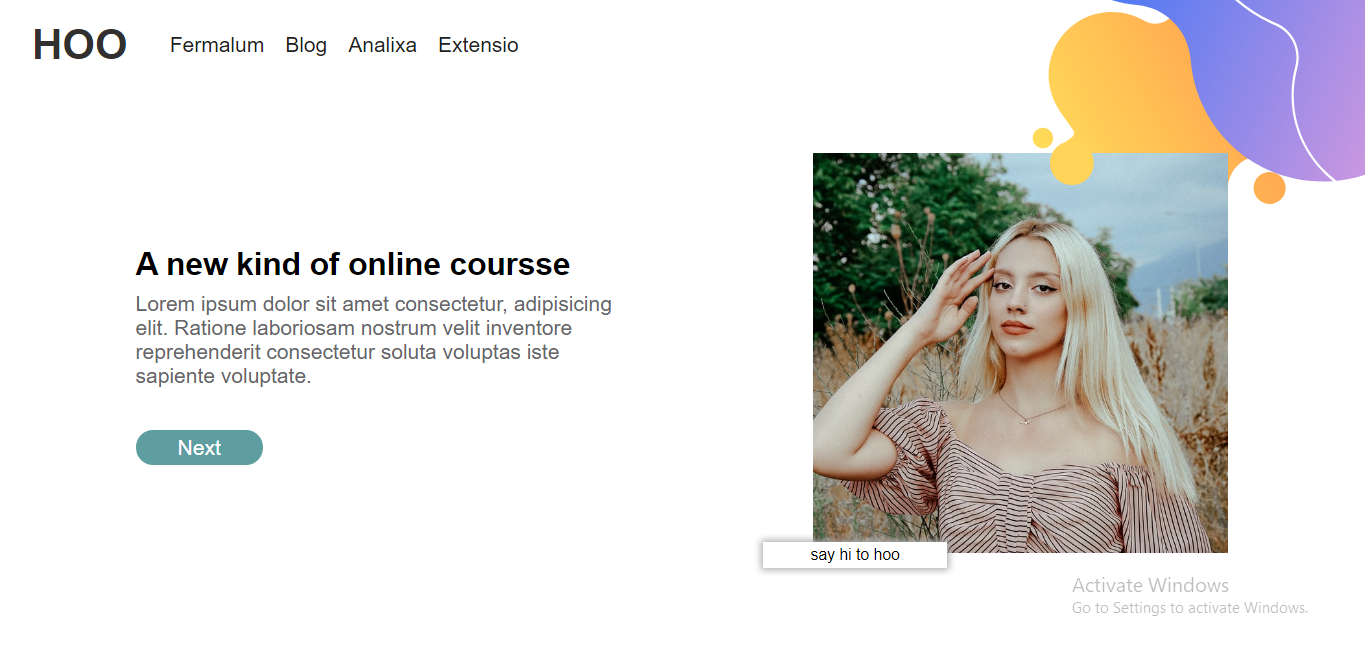 HOO
Fermalum Blog Analixa Extensio
A new kind of online coursse
Lorem ipsum dolor sit amet consectetur, adipisicing
elit. Ratione laboriosam nostrum velit inventore
reprehenderit consectetur soluta voluptas iste
sapiente voluptate.
Next
say hi to hoo
Activate Windows
Go to Settings to activate Windows.